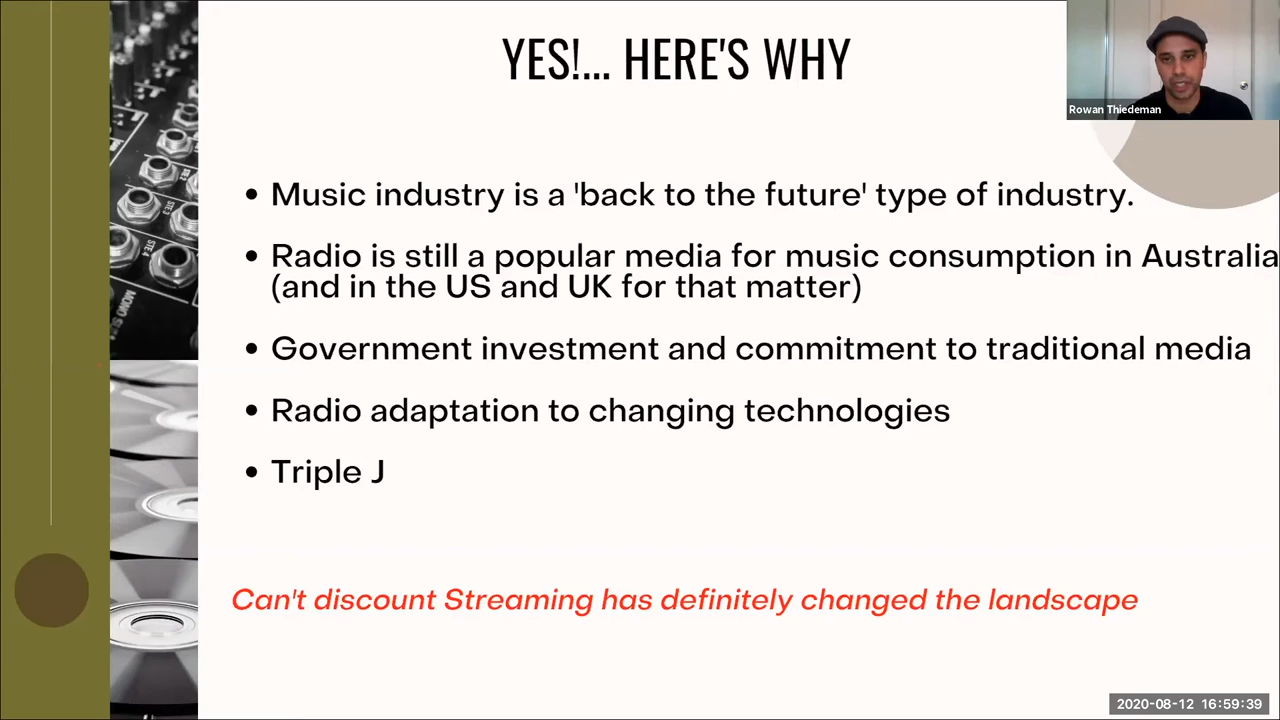 YES!... HERE'S WHY
Rowan Thiedeman
• Music industry is a 'back to the future' type of industry.
• Radio is still a popular media for music consumption in Australia
(and in the US and UK for that matter)
• Government investment and commitment to traditional media
• Radio adaptation to changing technologies
• Triple J
Can't discount Streaming has definitely changed the landscape
2020-08-12 16:59:39
STE3
STE4